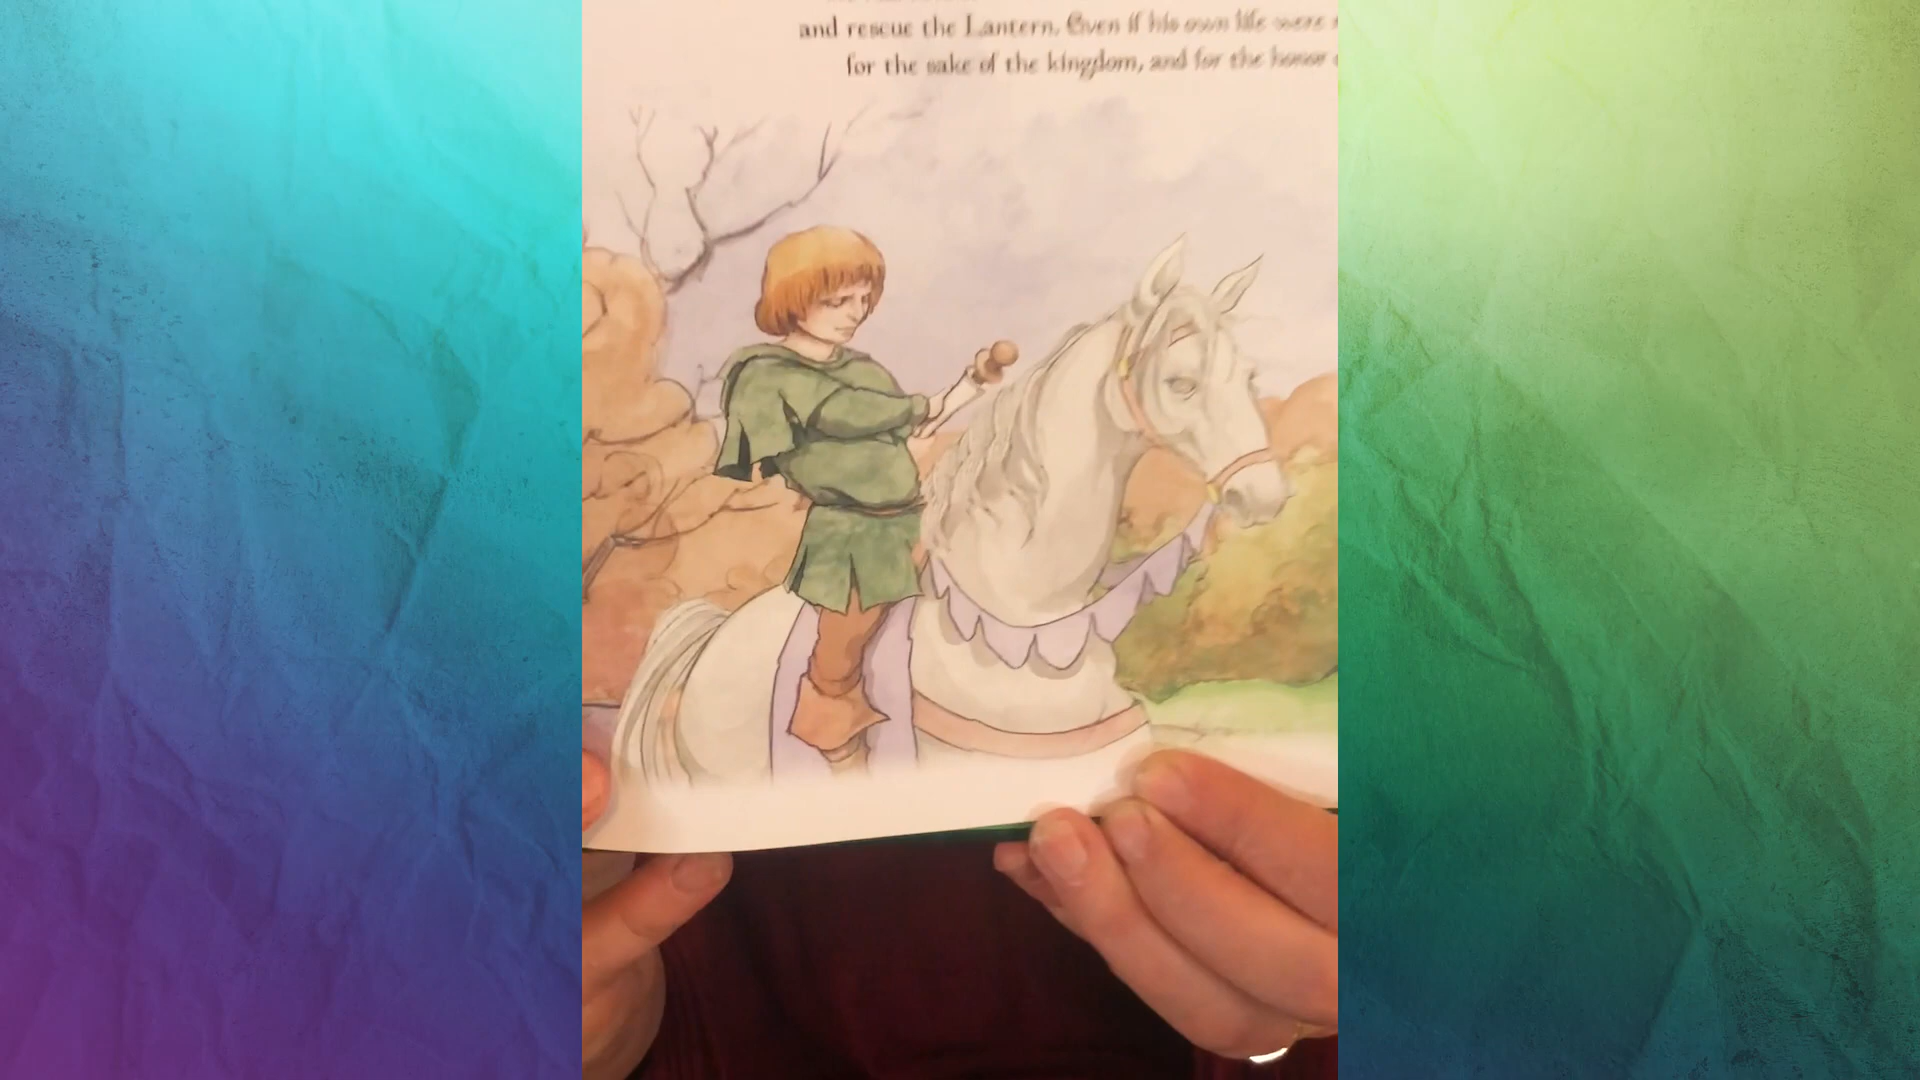 and rescue the Lantern. Even if his own life were
for the sake of the kingdom, and for the honor